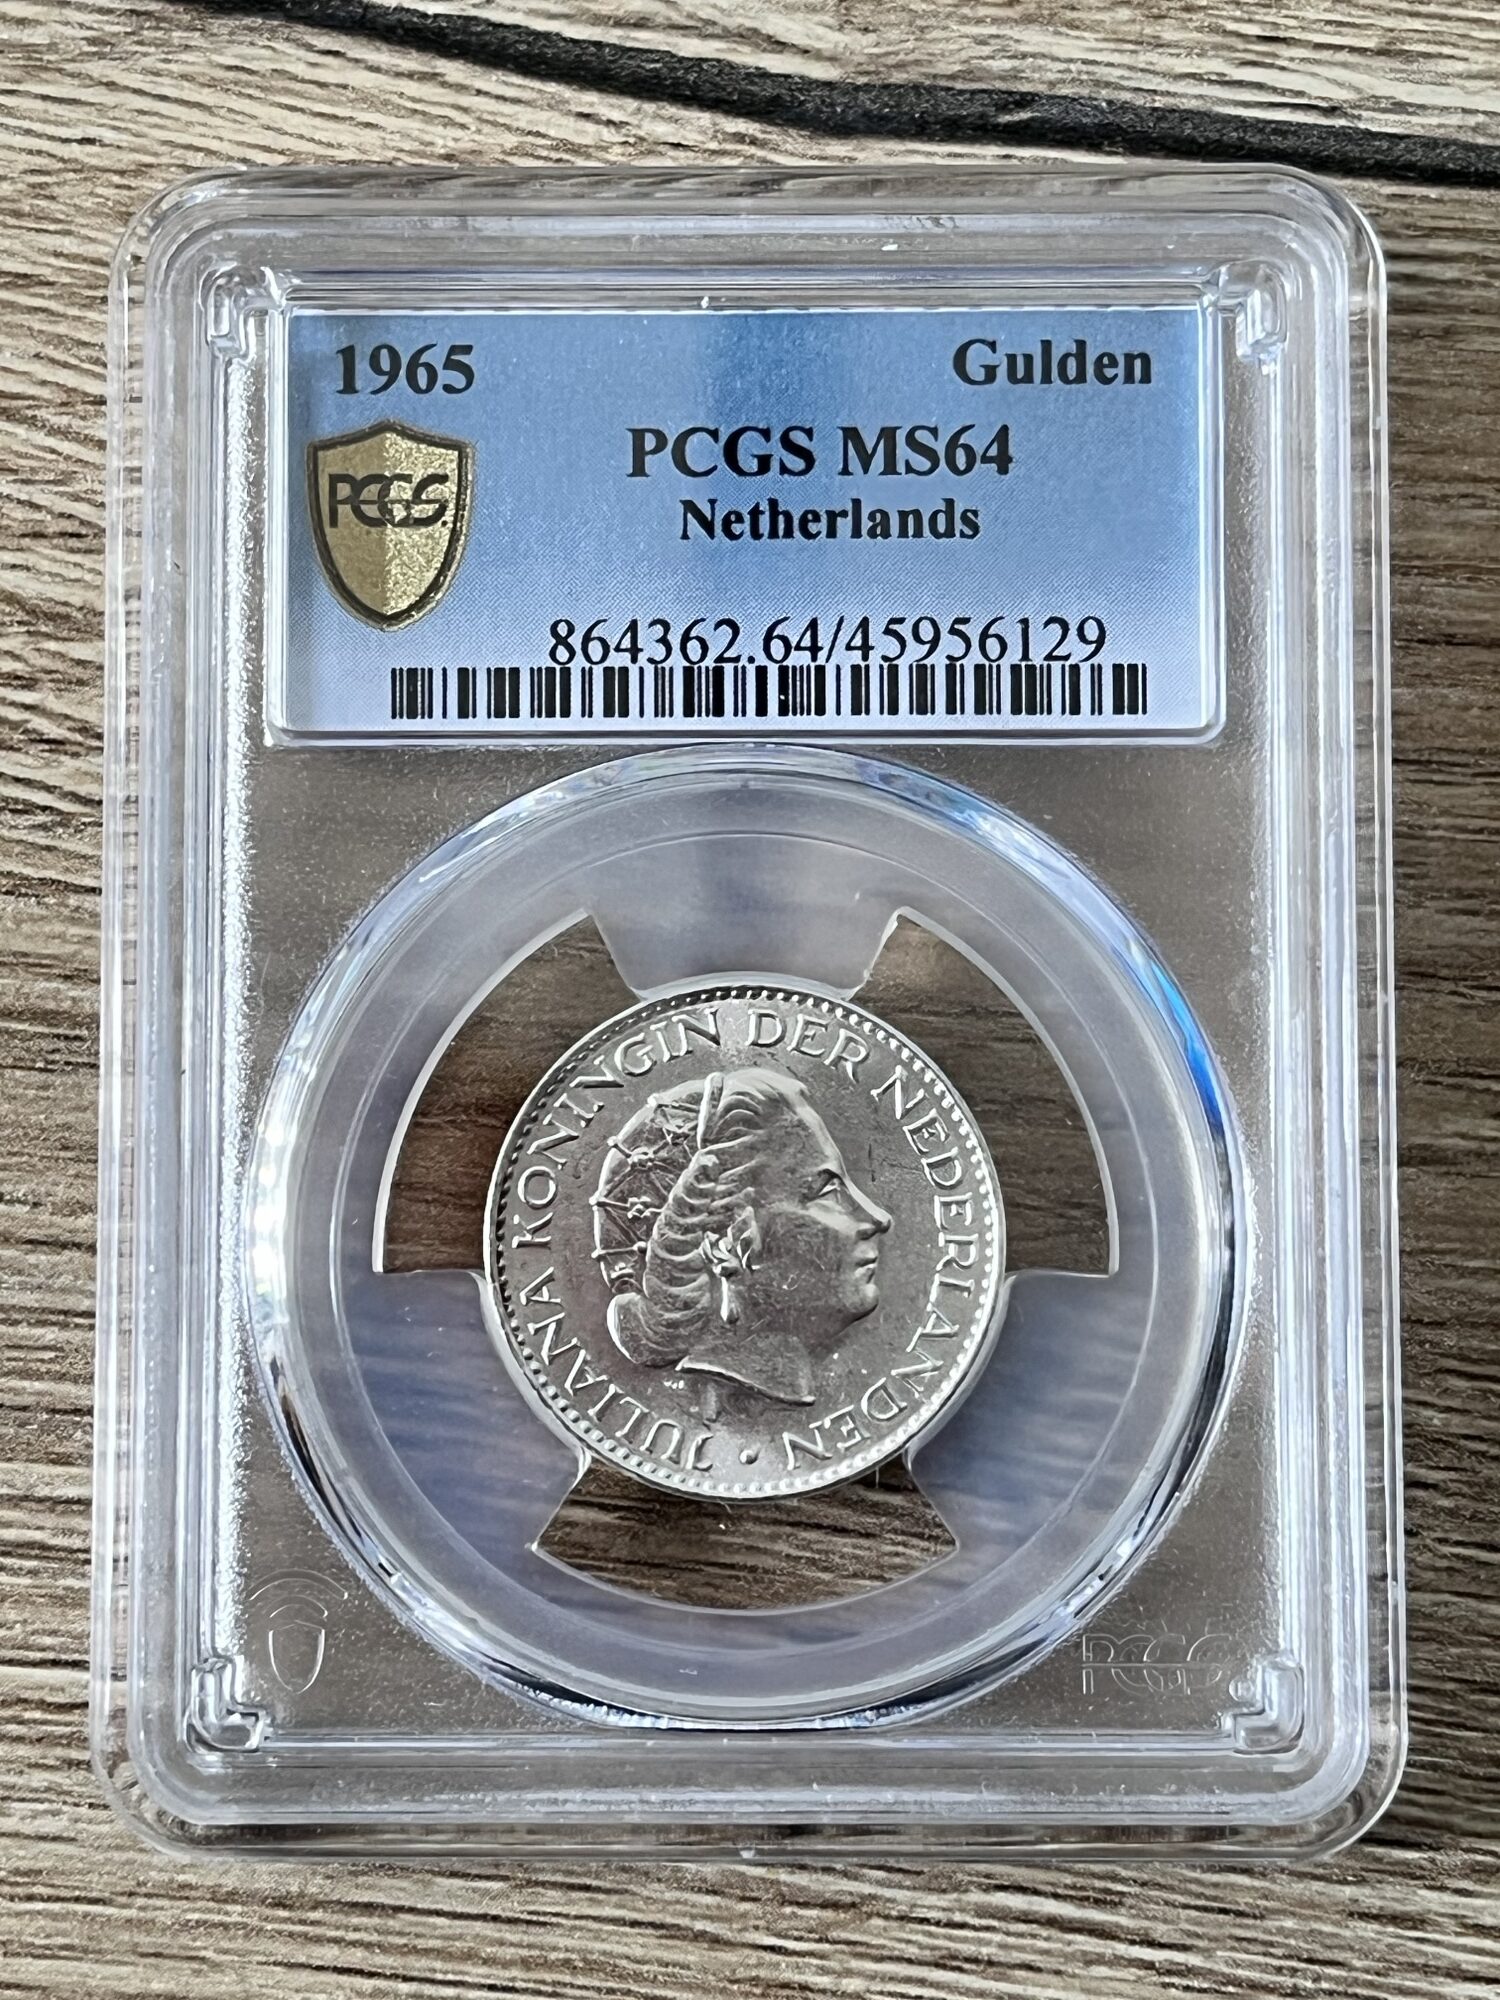 1965 Gulden
PCGS
PCGS MS64
Netherlands
864362.64/45956129
JULIANA KONINGIN DER NEDERLANDEN ·
PCGS